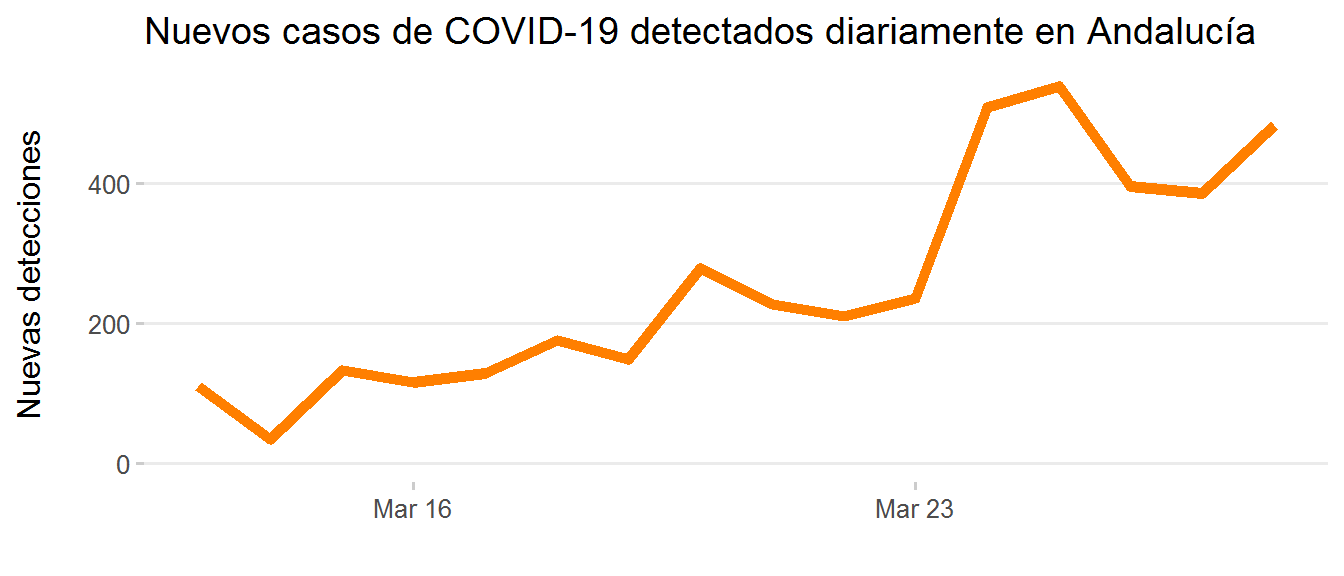 Nuevos casos de COVID-19 detectados diariamente en Andalucía
Nuevas detecciones
400
200
0
Mar 16
Mar 23